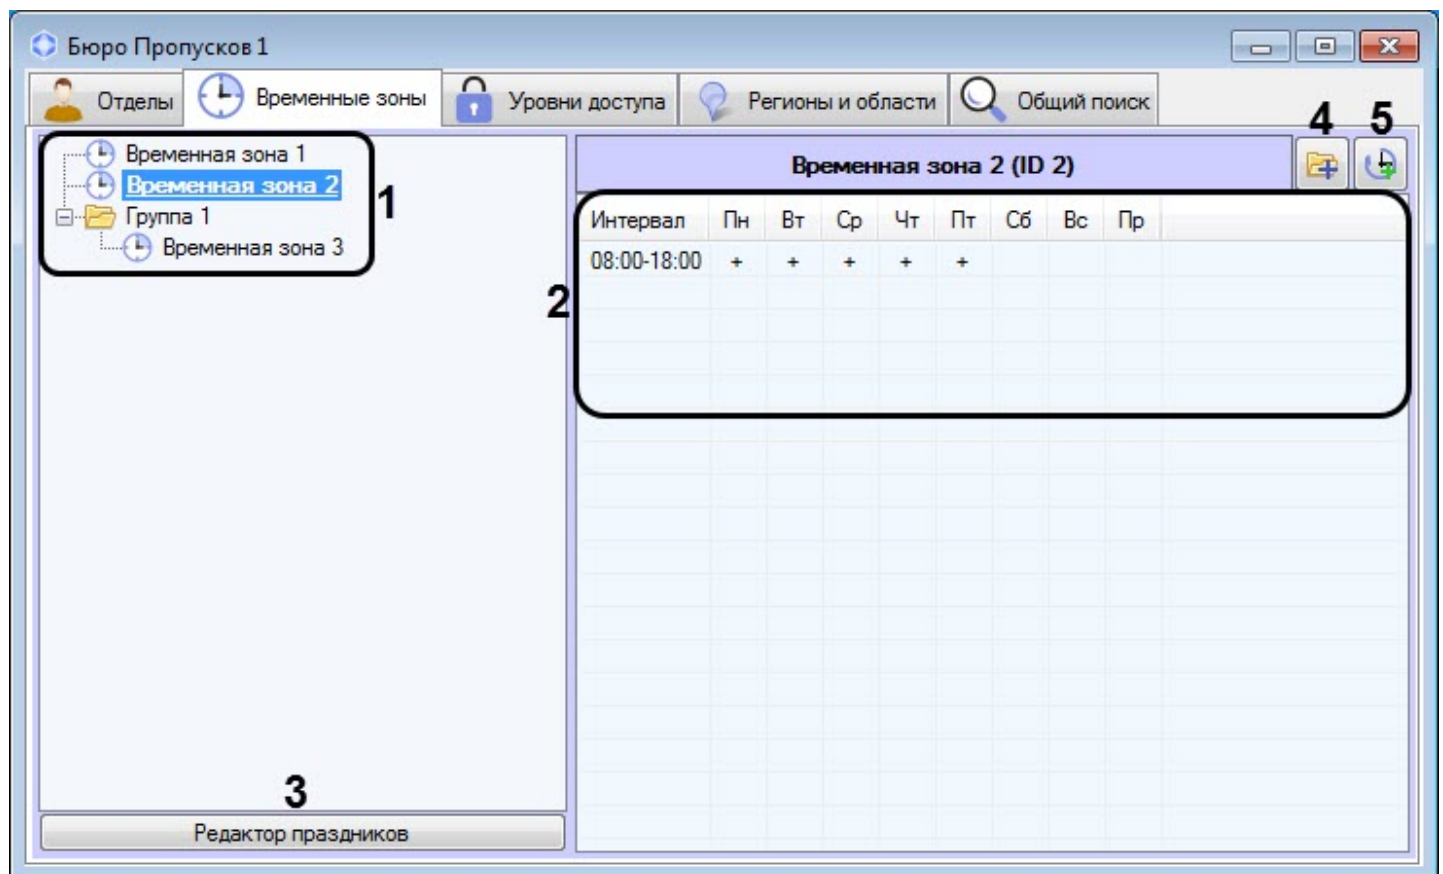 Бюро Пропусков 1
Отделы Временные зоны Уровни доступа Регионы и области Общий поиск
4 5
Временная зона 1
Временная зона 2
Группа 1
Временная зона 3
1
Временная зона 2 (ID 2)
Интервал Пн Вт Ср Чт Пт Сб Вс Пр
08:00-18:00 + + + + +
2
3
Редактор праздников